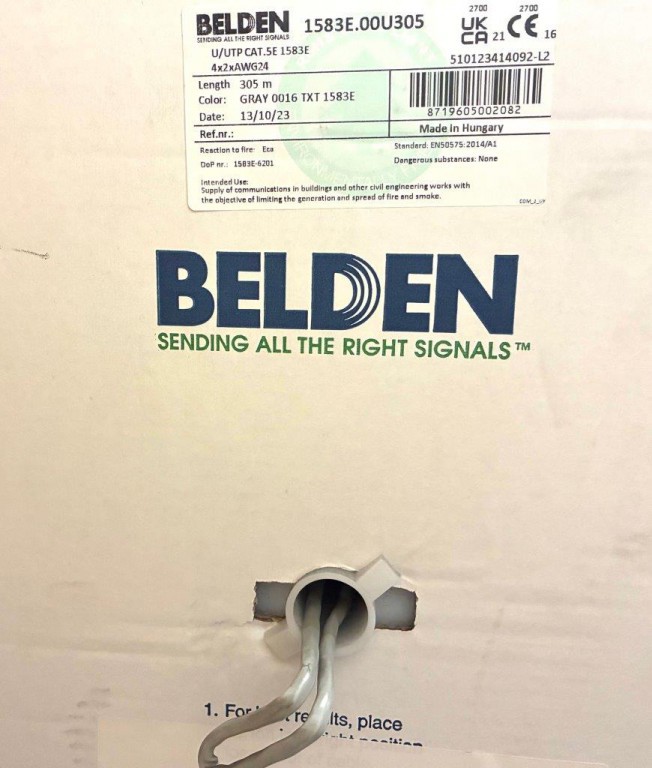 BELDEN 1583E.00U305
SENDING ALL THE RIGHT SIGNALS
2700 2700
UK
CA 21 CE 16
U/UTP CAT.5E 1583E
4x2xAWG24
510123414092-L2
Length 305 m
Color: GRAY 0016 TXT 1583E
Date: 13/10/23
8719605002082
Ref.nr.:
Made in Hungary
Reaction to fire: Eca
Standerd: EN50575:2014/A1
DoP nr.: 1583E-6201
Dangerous substances: None
Intended Use:
Supply of communications in buildings and other civil engineering works with
the objective of limiting the generation and spread of fire and smoke.
BELDEN
SENDING ALL THE RIGHT SIGNALS™
1. For place